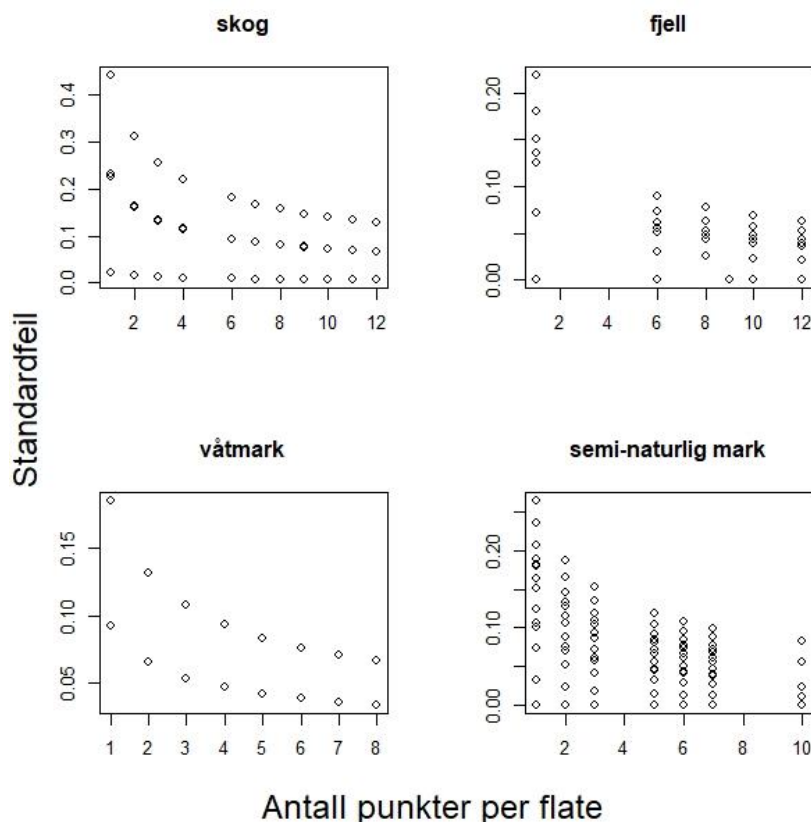 skog
0.0 0.1 0.2 0.3 0.4
2 4 6 8 10 12
fjell
0.00 0.10 0.20
2 4 6 8 10 12
Standardfeil
våtmark
0.05 0.10 0.15
1 2 3 4 5 6 7 8
semi-naturlig mark
0.00 0.10 0.20
2 4 6 8 10
Antall punkter per flate